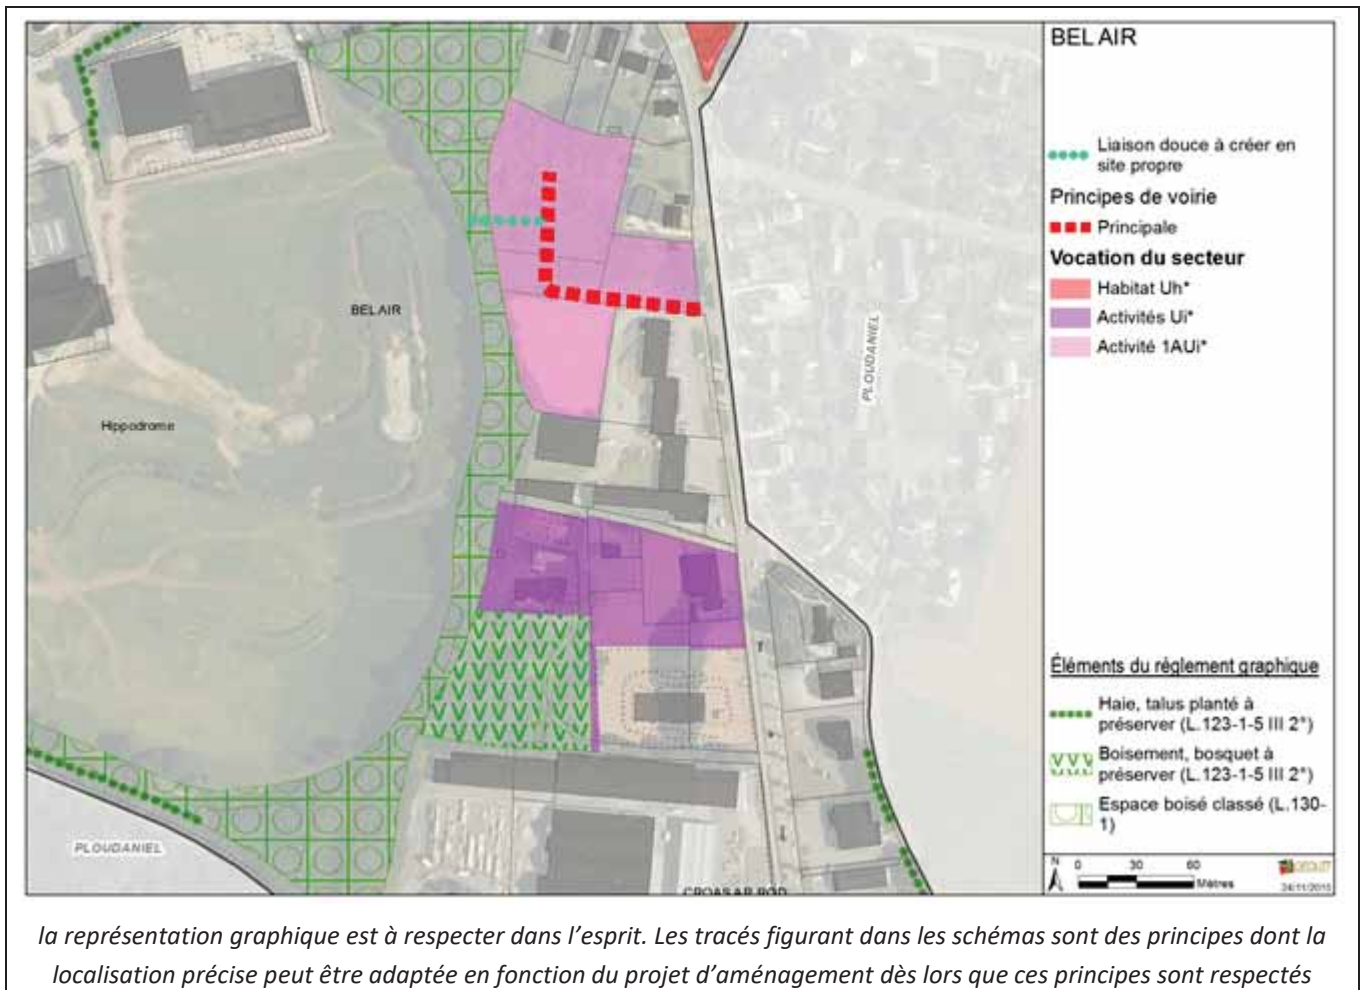 BEL AIR
Liaison douce à créer en
site propre
Principes de voirie
Principale
Vocation du secteur
Habitat Uh*
Activités Ui*
Activité 1AUi*
BEL AIR
PLOUDANIEL
Hippodrome
Éléments du règlement graphique
Haie, talus planté à
préserver (L.123-1-5 III 2°)
Boisement, bosquet à
préserver (L.123-1-5 III 2°)
Espace boisé classé (L.130-
1)
PLOUDANIEL
CROAS AR ROD
N
0 30 60
Mètres
24/11/2015
la représentation graphique est à respecter dans l’esprit. Les tracés figurant dans les schémas sont des principes dont la
localisation précise peut être adaptée en fonction du projet d’aménagement dès lors que ces principes sont respectés